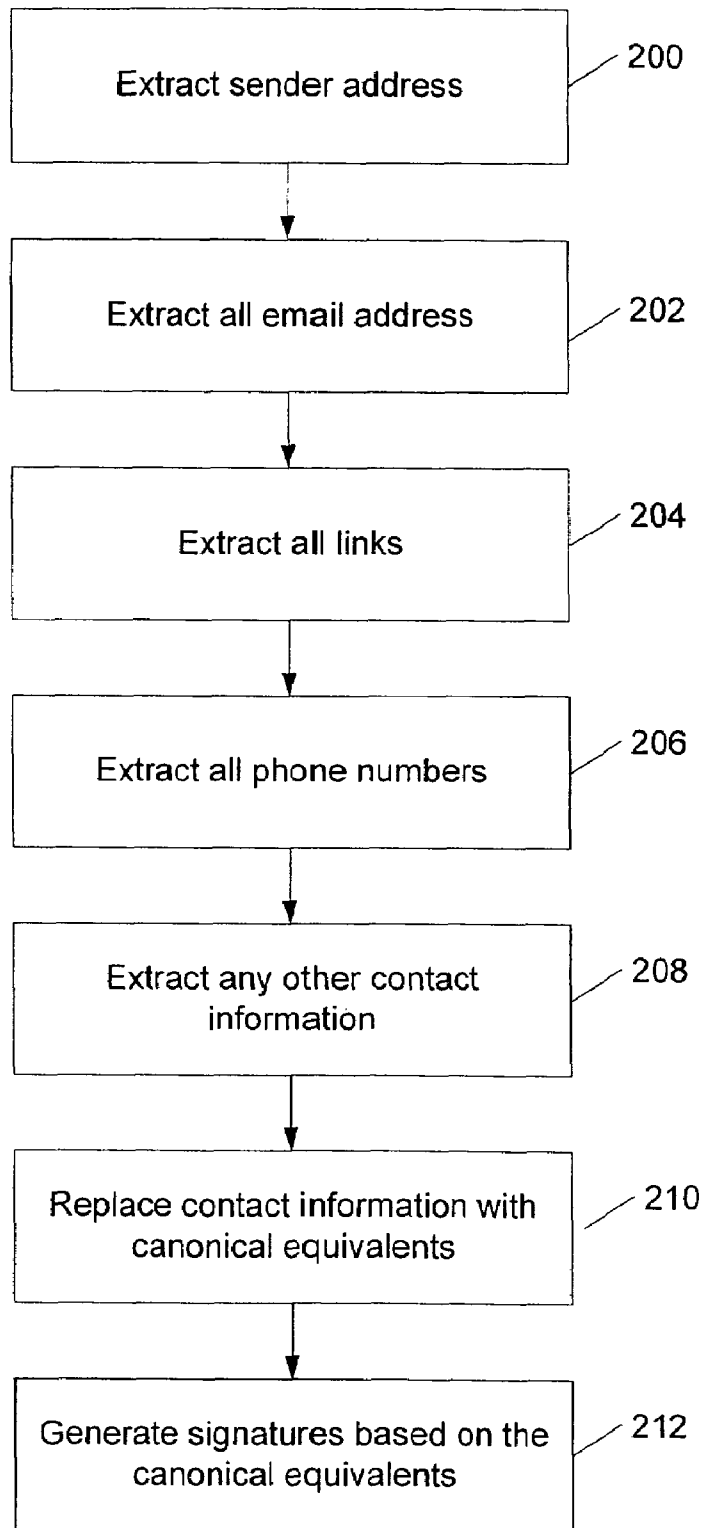 Extract sender address
200
Extract all email address
202
Extract all links
204
Extract all phone numbers
206
Extract any other contact
information
208
Replace contact information with
canonical equivalents
210
Generate signatures based on the
canonical equivalents
212